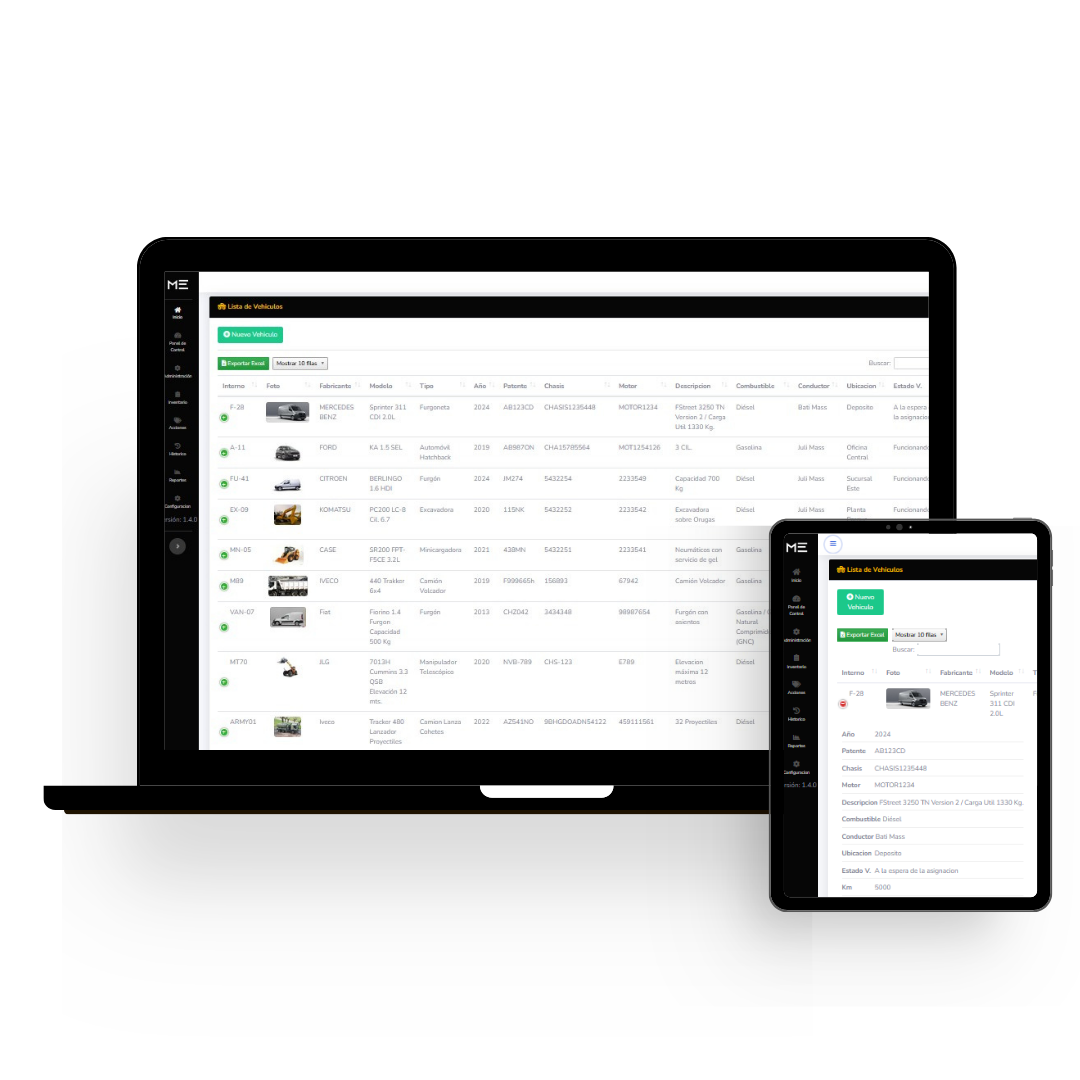 ME
Inicio
Panel de
Control
Administración
Inventario
Acciones
Historico
Reportes
Configuracion
rsión: 1.4.0
Lista de Vehiculos
Nuevo Vehiculo
Exportar Excel Mostrar 10 filas Buscar:
Interno Foto Fabricante Modelo Tipo Año Patente Chasis Motor Descripcion Combustible Conductor Ubicacion Estado V.
F-28 MERCEDES Sprinter 311 Furgoneta 2024 AB123CD CHASIS1235448 MOTOR1234 FStreet 3250 TN Diésel Bati Mass Deposito A la espera
BENZ CDI 2.0L Version 2 / Carga la asignacion
Util 1330 Kg.
A-11 FORD KA 1.5 SEL Automóvil 2019 AB987ON CHA15785564 MOT1254126 3 CIL. Gasolina Juli Mass Oficina Funcionando
Hatchback Central
FU-41 CITROEN BERLINGO Furgón 2024 JM274 5432254 2233549 Capacidad 700 Diésel Juli Mass Sucursal Funcionando
1.6 HDI Kg Este
EX-09 KOMATSU PC200 LC-8 Excavadora 2020 115NK 5432252 2233542 Excavadora Diésel Juli Mass Planta Funcionando
CIL 6.7 sobre Orugas
MN-05 CASE SR200 FPT- Minicargadora 2021 438MN 5432251 2233541 Neumáticos con Gasolina
F5CE 3.2L servicio de gel
M89 IVECO 440 Trakker Camión 2019 F999665h 156893 67942 Camión Volcador Gasolina
6x4 Volcador
VAN-07 Fiat Fiorino 1.4 Furgón 2013 CHZ042 3434348 98987654 Furgón con Gasolina /
Furgon asientos Natural
Capacidad Comprimido
500 Kg (GNC)
MT70 JLG 7013H Manipulador 2020 NVB-789 CHS-123 E789 Elevacion Diésel
Cummins 3.3 Telescópico máxima 12
QSB metros
Elevación 12
mts.
ARMY01 Iveco Tracker 480 Camion Lanza 2022 AZ541NO 9BHGDOADN54122 459111561 32 Proyectiles Diésel
Lanzador Cohetes
Proyectiles
ME
Inicio
Panel de
Control
Administración
Inventario
Acciones
Historico
Reportes
Configuracion
rsión: 1.4.0
Lista de Vehiculos
Nuevo
Vehiculo
Exportar Excel Mostrar 10 filas
Buscar:
Interno Foto Fabricante Modelo T
F-28 MERCEDES Sprinter F
BENZ 311 CDI
2.0L
Año 2024
Patente AB123CD
Chasis CHASIS1235448
Motor MOTOR1234
Descripcion FStreet 3250 TN Version 2 / Carga Util 1330 Kg.
Combustible Diésel
Conductor Bati Mass
Ubicacion Deposito
Estado V. A la espera de la asignacion
Km 5000